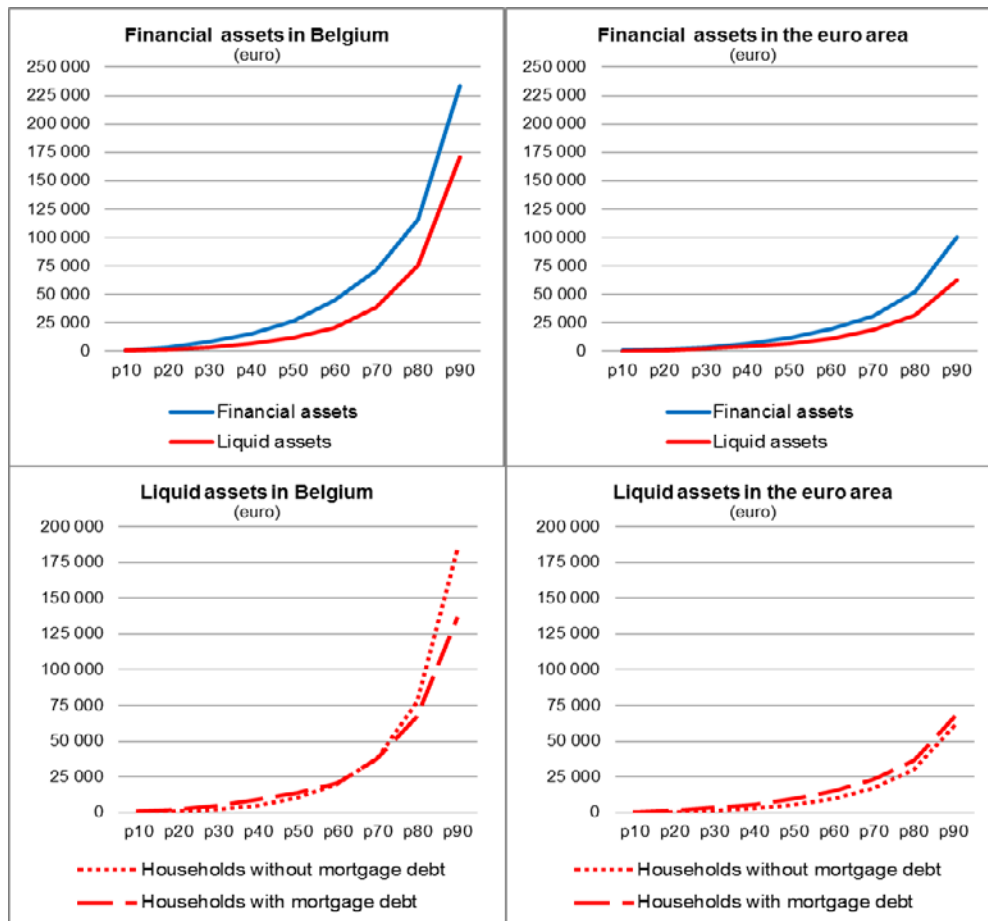 Financial assets in Belgium
(euro)
250 000
225 000
200 000
175 000
150 000
125 000
100 000
75 000
50 000
25 000
0
p10 p20 p30 p40 p50 p60 p70 p80 p90
Financial assets
Liquid assets
Financial assets in the euro area
(euro)
250 000
225 000
200 000
175 000
150 000
125 000
100 000
75 000
50 000
25 000
0
p10 p20 p30 p40 p50 p60 p70 p80 p90
Financial assets
Liquid assets
Liquid assets in Belgium
(euro)
200 000
175 000
150 000
125 000
100 000
75 000
50 000
25 000
0
p10 p20 p30 p40 p50 p60 p70 p80 p90
Households without mortgage debt
Households with mortgage debt
Liquid assets in the euro area
(euro)
200 000
175 000
150 000
125 000
100 000
75 000
50 000
25 000
0
p10 p20 p30 p40 p50 p60 p70 p80 p90
Households without mortgage debt
Households with mortgage debt